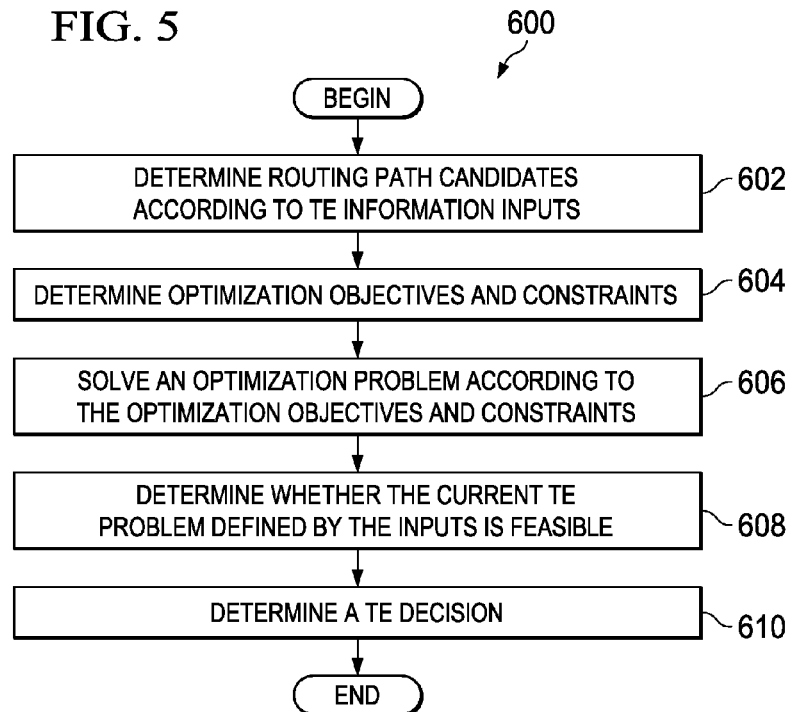 FIG. 5
600
BEGIN
DETERMINE ROUTING PATH CANDIDATES
ACCORDING TO TE INFORMATION INPUTS
602
DETERMINE OPTIMIZATION OBJECTIVES AND CONSTRAINTS
604
SOLVE AN OPTIMIZATION PROBLEM ACCORDING TO
THE OPTIMIZATION OBJECTIVES AND CONSTRAINTS
606
DETERMINE WHETHER THE CURRENT TE
PROBLEM DEFINED BY THE INPUTS IS FEASIBLE
608
DETERMINE A TE DECISION
610
END